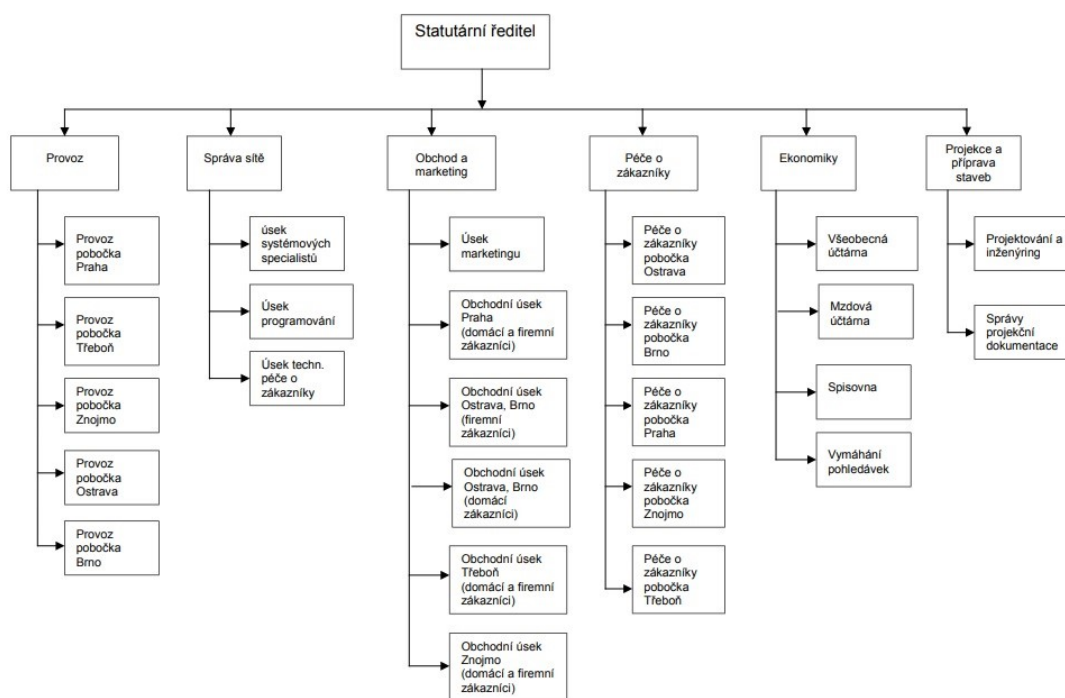 Statutární ředitel
Provoz
Správa sítě
Obchod a
marketing
Péče o
zákazníky
Ekonomiky
Projekce a
příprava
staveb
Provoz
pobočka
Praha
Provoz
pobočka
Třeboň
Provoz
pobočka
Znojmo
Provoz
pobočka
Ostrava
Provoz
pobočka
Brno
úsek
systémových
specialistů
Úsek
programování
Úsek techn.
péče o
zákazníky
Úsek
marketingu
Obchodní úsek
Praha
(domácí a firemní
zákazníci)
Obchodní úsek
Ostrava, Brno
(firemní
zákazníci)
Obchodní úsek
Ostrava, Brno
(domácí
zákazníci)
Obchodní úsek
Třeboň
(domácí a firemní
zákazníci)
Obchodní úsek
Znojmo
(domácí a firemní
zákazníci)
Péče o
zákazníky
pobočka
Ostrava
Péče o
zákazníky
pobočka
Brno
Péče o
zákazníky
pobočka
Praha
Péče o
zákazníky
pobočka
Znojmo
Péče o
zákazníky
pobočka
Třeboň
Všeobecná
účtárna
Mzdová
účtárna
Spisovna
Vymáhání
pohledávek
Projektování a
inženýring
Správy
projekční
dokumentace